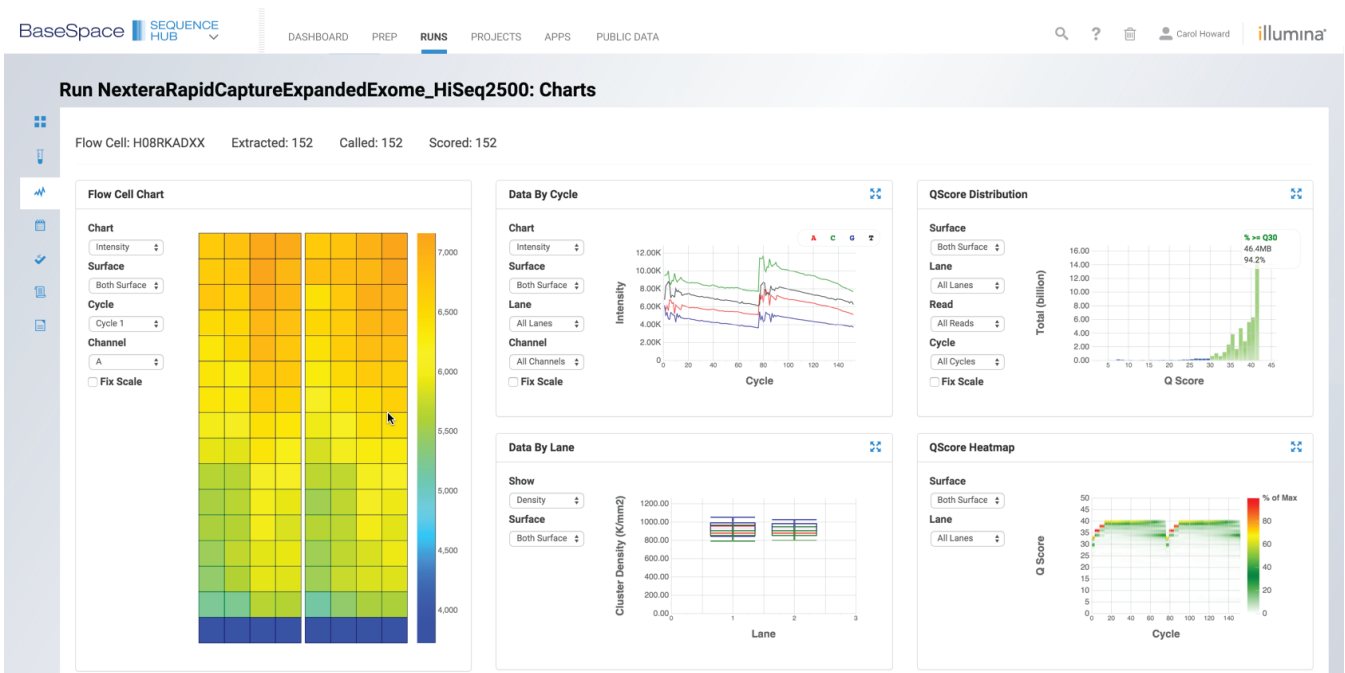 BaseSpace SEQUENCE HUB
DASHBOARD PREP RUNS PROJECTS APPS PUBLIC DATA
? Carol Howard illumina®
Run NexteraRapidCaptureExpandedExome_HiSeq2500: Charts
Flow Cell: H08RKADXX Extracted: 152 Called: 152 Scored: 152
Flow Cell Chart
Chart
Intensity
Surface
Both Surface
Cycle
Cycle 1
Channel
A
Fix Scale
7,000
6,500
6,000
5,500
5,000
4,500
4,000
Data By Cycle
Chart
Intensity
Surface
Both Surface
Lane
All Lanes
Channel
All Channels
Fix Scale
A C G T
Intensity
12.00K
10.00K
8.00K
6.00K
4.00K
2.00K
0
0 20 40 60 80 100 120 140
Cycle
QScore Distribution
Surface
Both Surface
Lane
All Lanes
Read
All Reads
Cycle
All Cycles
Fix Scale
% >= Q30
46.4MB
94.2%
Total (billion)
16.00
14.00
12.00
10.00
8.00
6.00
4.00
2.00
0.00
5 10 15 20 25 30 35 40 45
Q Score
Data By Lane
Show
Density
Surface
Both Surface
Cluster Density (K/mm2)
1200.00
1000.00
800.00
600.00
400.00
200.00
0.00
0 1 2 3
Lane
QScore Heatmap
Surface
Both Surface
Lane
All Lanes
Q Score
50
45
40
35
30
25
20
15
10
5
0
0 20 40 60 80 100 120 140
Cycle
% of Max
80
60
40
20
0